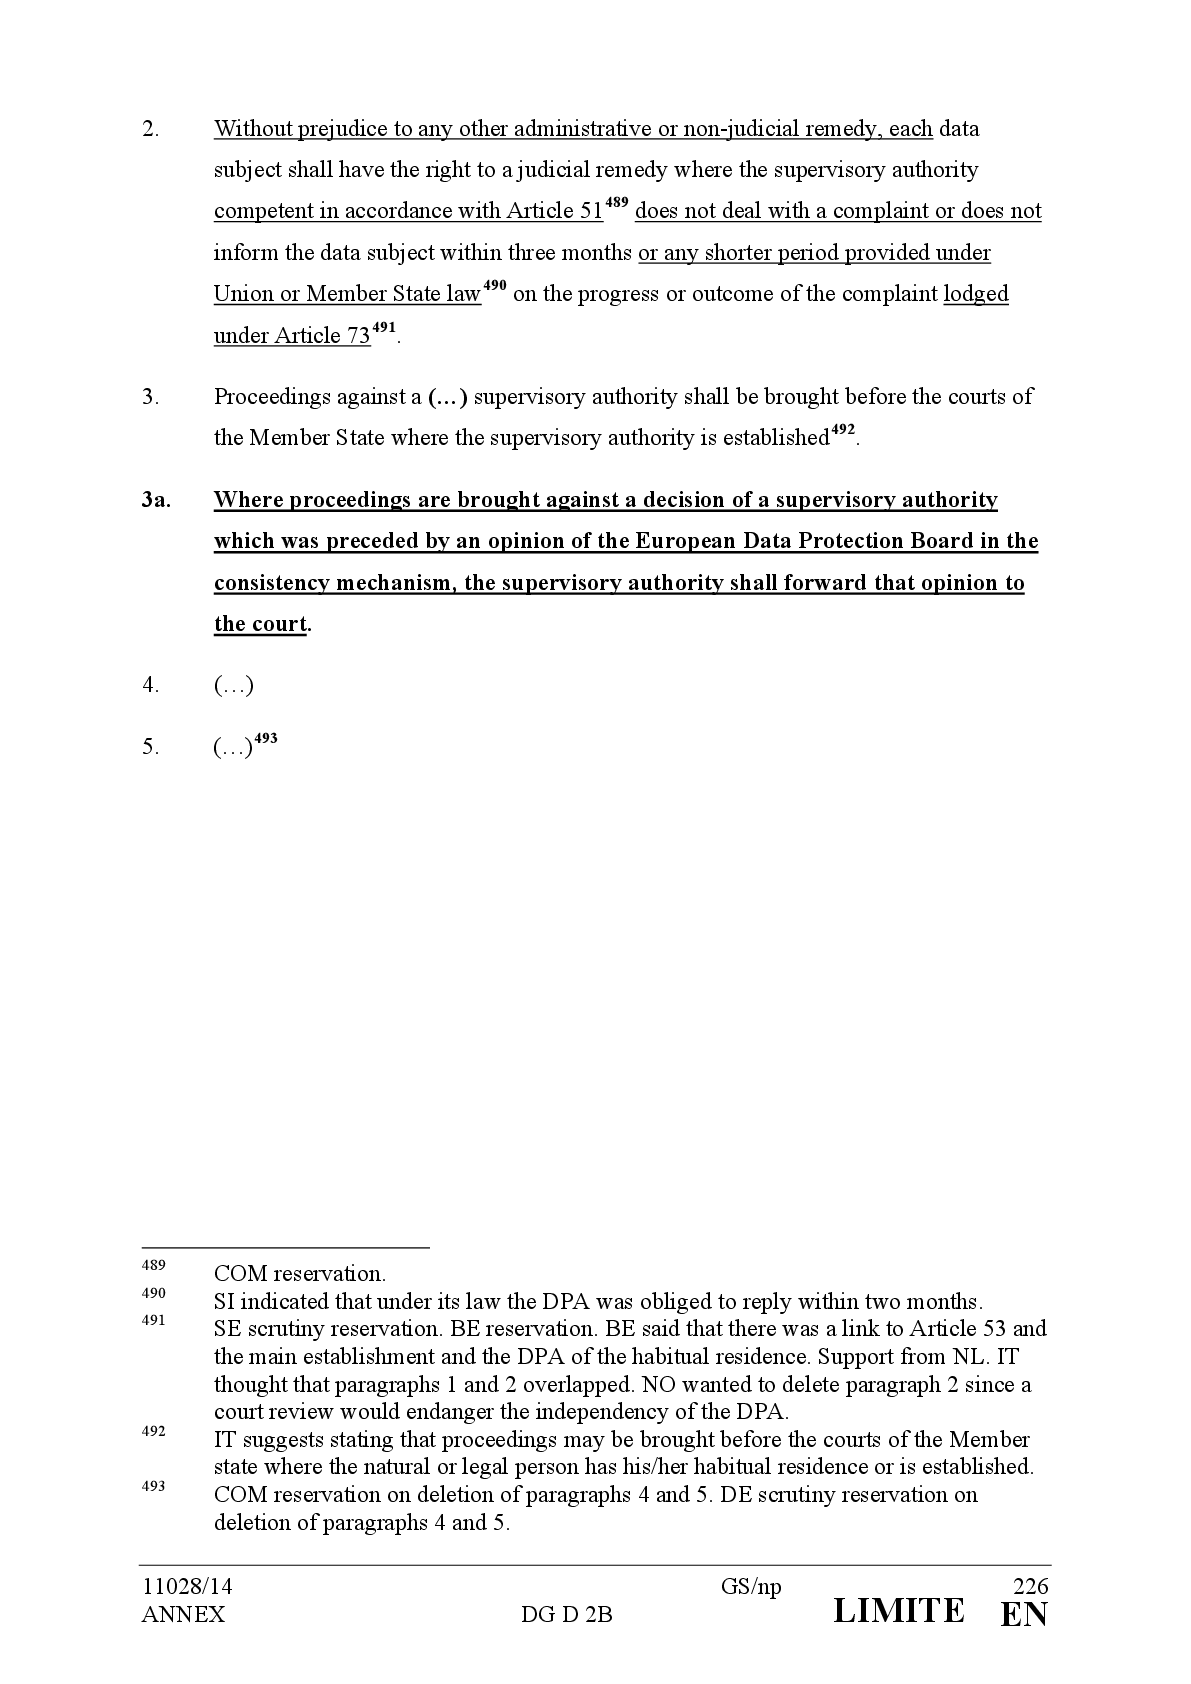 2. Without prejudice to any other administrative or non-judicial remedy, each data
subject shall have the right to a judicial remedy where the supervisory authority
competent in accordance with Article 51489 does not deal with a complaint or does not
inform the data subject within three months or any shorter period provided under
Union or Member State law490 on the progress or outcome of the complaint lodged
under Article 73491.
3. Proceedings against a (…) supervisory authority shall be brought before the courts of
the Member State where the supervisory authority is established492.
3a. Where proceedings are brought against a decision of a supervisory authority
which was preceded by an opinion of the European Data Protection Board in the
consistency mechanism, the supervisory authority shall forward that opinion to
the court.
4. (…)
5. (…)493
489 COM reservation.
490 SI indicated that under its law the DPA was obliged to reply within two months.
491 SE scrutiny reservation. BE reservation. BE said that there was a link to Article 53 and
the main establishment and the DPA of the habitual residence. Support from NL. IT
thought that paragraphs 1 and 2 overlapped. NO wanted to delete paragraph 2 since a
court review would endanger the independency of the DPA.
492 IT suggests stating that proceedings may be brought before the courts of the Member
state where the natural or legal person has his/her habitual residence or is established.
493 COM reservation on deletion of paragraphs 4 and 5. DE scrutiny reservation on
deletion of paragraphs 4 and 5.
11028/14 GS/np 226
ANNEX DG D 2B LIMITE EN